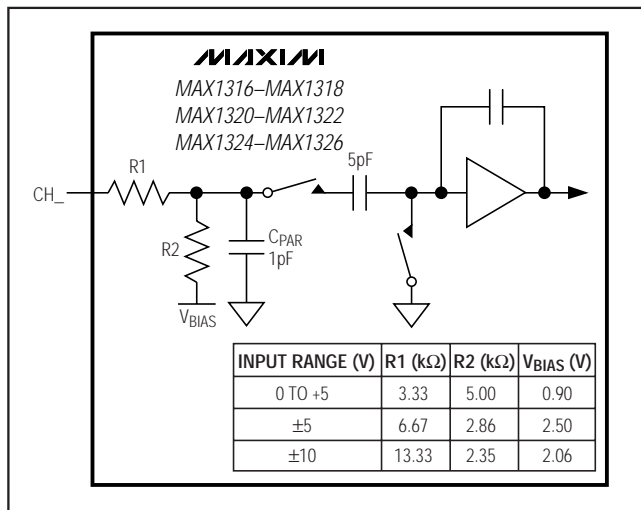 MAXIM
MAX1316–MAX1318
MAX1320–MAX1322
MAX1324–MAX1326
5pF
R1
CH_
R2
CPAR
1pF
VBIAS
INPUT RANGE (V) R1 (kΩ) R2 (kΩ) VBIAS (V)
0 TO +5 3.33 5.00 0.90
±5 6.67 2.86 2.50
±10 13.33 2.35 2.06